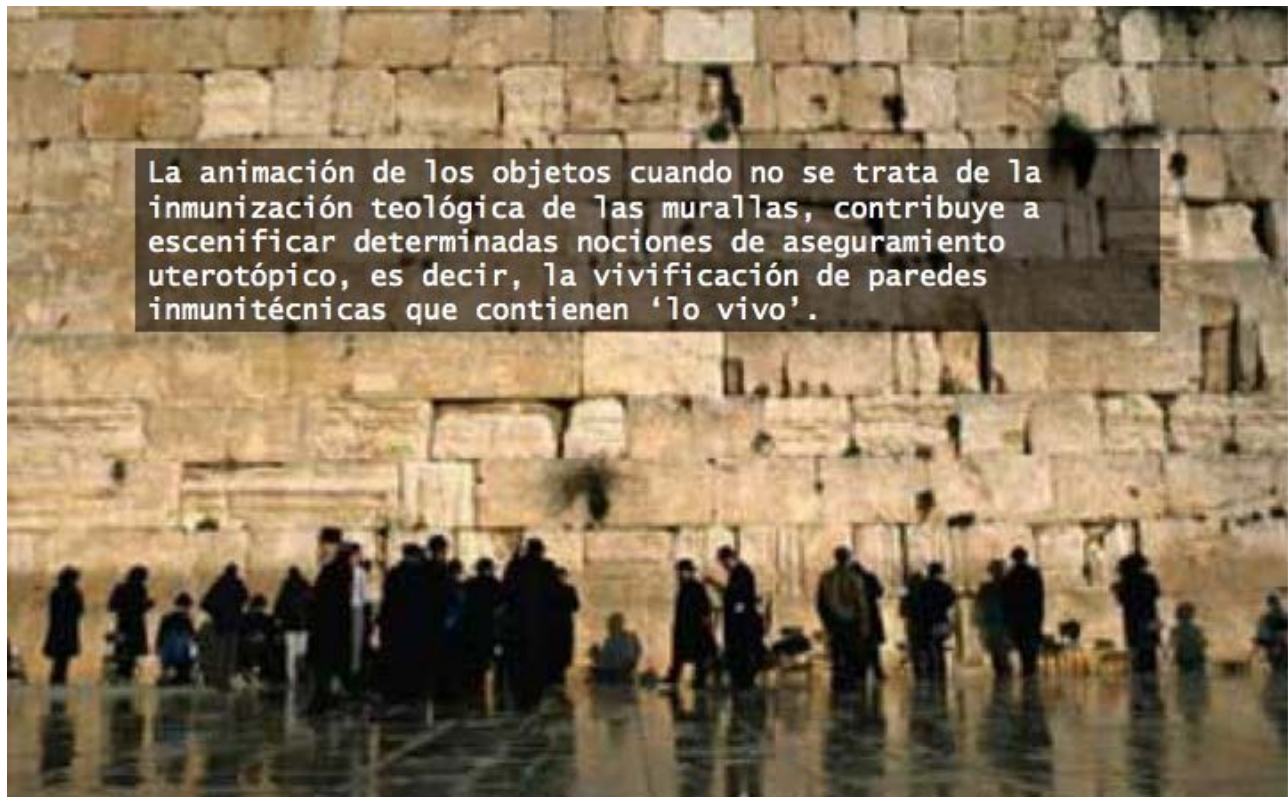 La animación de los objetos cuando no se trata de la
inmunización teológica de las murallas, contribuye a
escenificar determinadas nociones de aseguramiento
uterotópico, es decir, la vivificación de paredes
inmunitécnicas que contienen ‘lo vivo’.